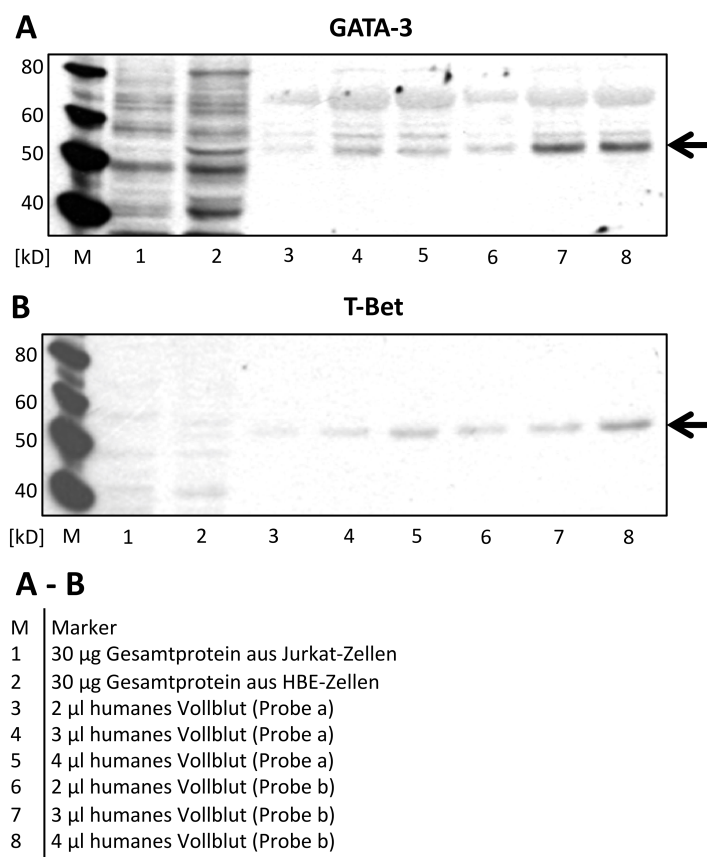 A
GATA-3
80
60
50
40
[kD] M 1 2 3 4 5 6 7 8
B
T-Bet
80
60
50
40
[kD] M 1 2 3 4 5 6 7 8
A - B
M Marker
1 30 µg Gesamtprotein aus Jurkat-Zellen
2 30 µg Gesamtprotein aus HBE-Zellen
3 2 µl humanes Vollblut (Probe a)
4 3 µl humanes Vollblut (Probe a)
5 4 µl humanes Vollblut (Probe a)
6 2 µl humanes Vollblut (Probe b)
7 3 µl humanes Vollblut (Probe b)
8 4 µl humanes Vollblut (Probe b)